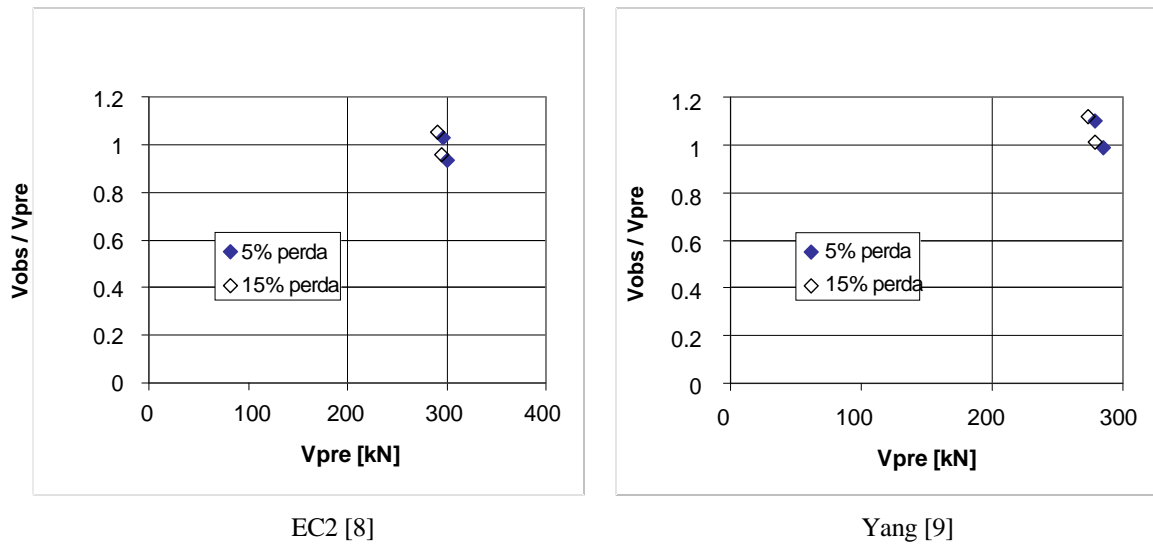 1.2
1
0.8
0.6
0.4
0.2
0
0 100 200 300 400
Vobs / Vpre
Vpre [kN]
5% perda
15% perda
EC2 [8]
1.2
1
0.8
0.6
0.4
0.2
0
0 100 200 300
Vobs / Vpre
Vpre [kN]
5% perda
15% perda
Yang [9]